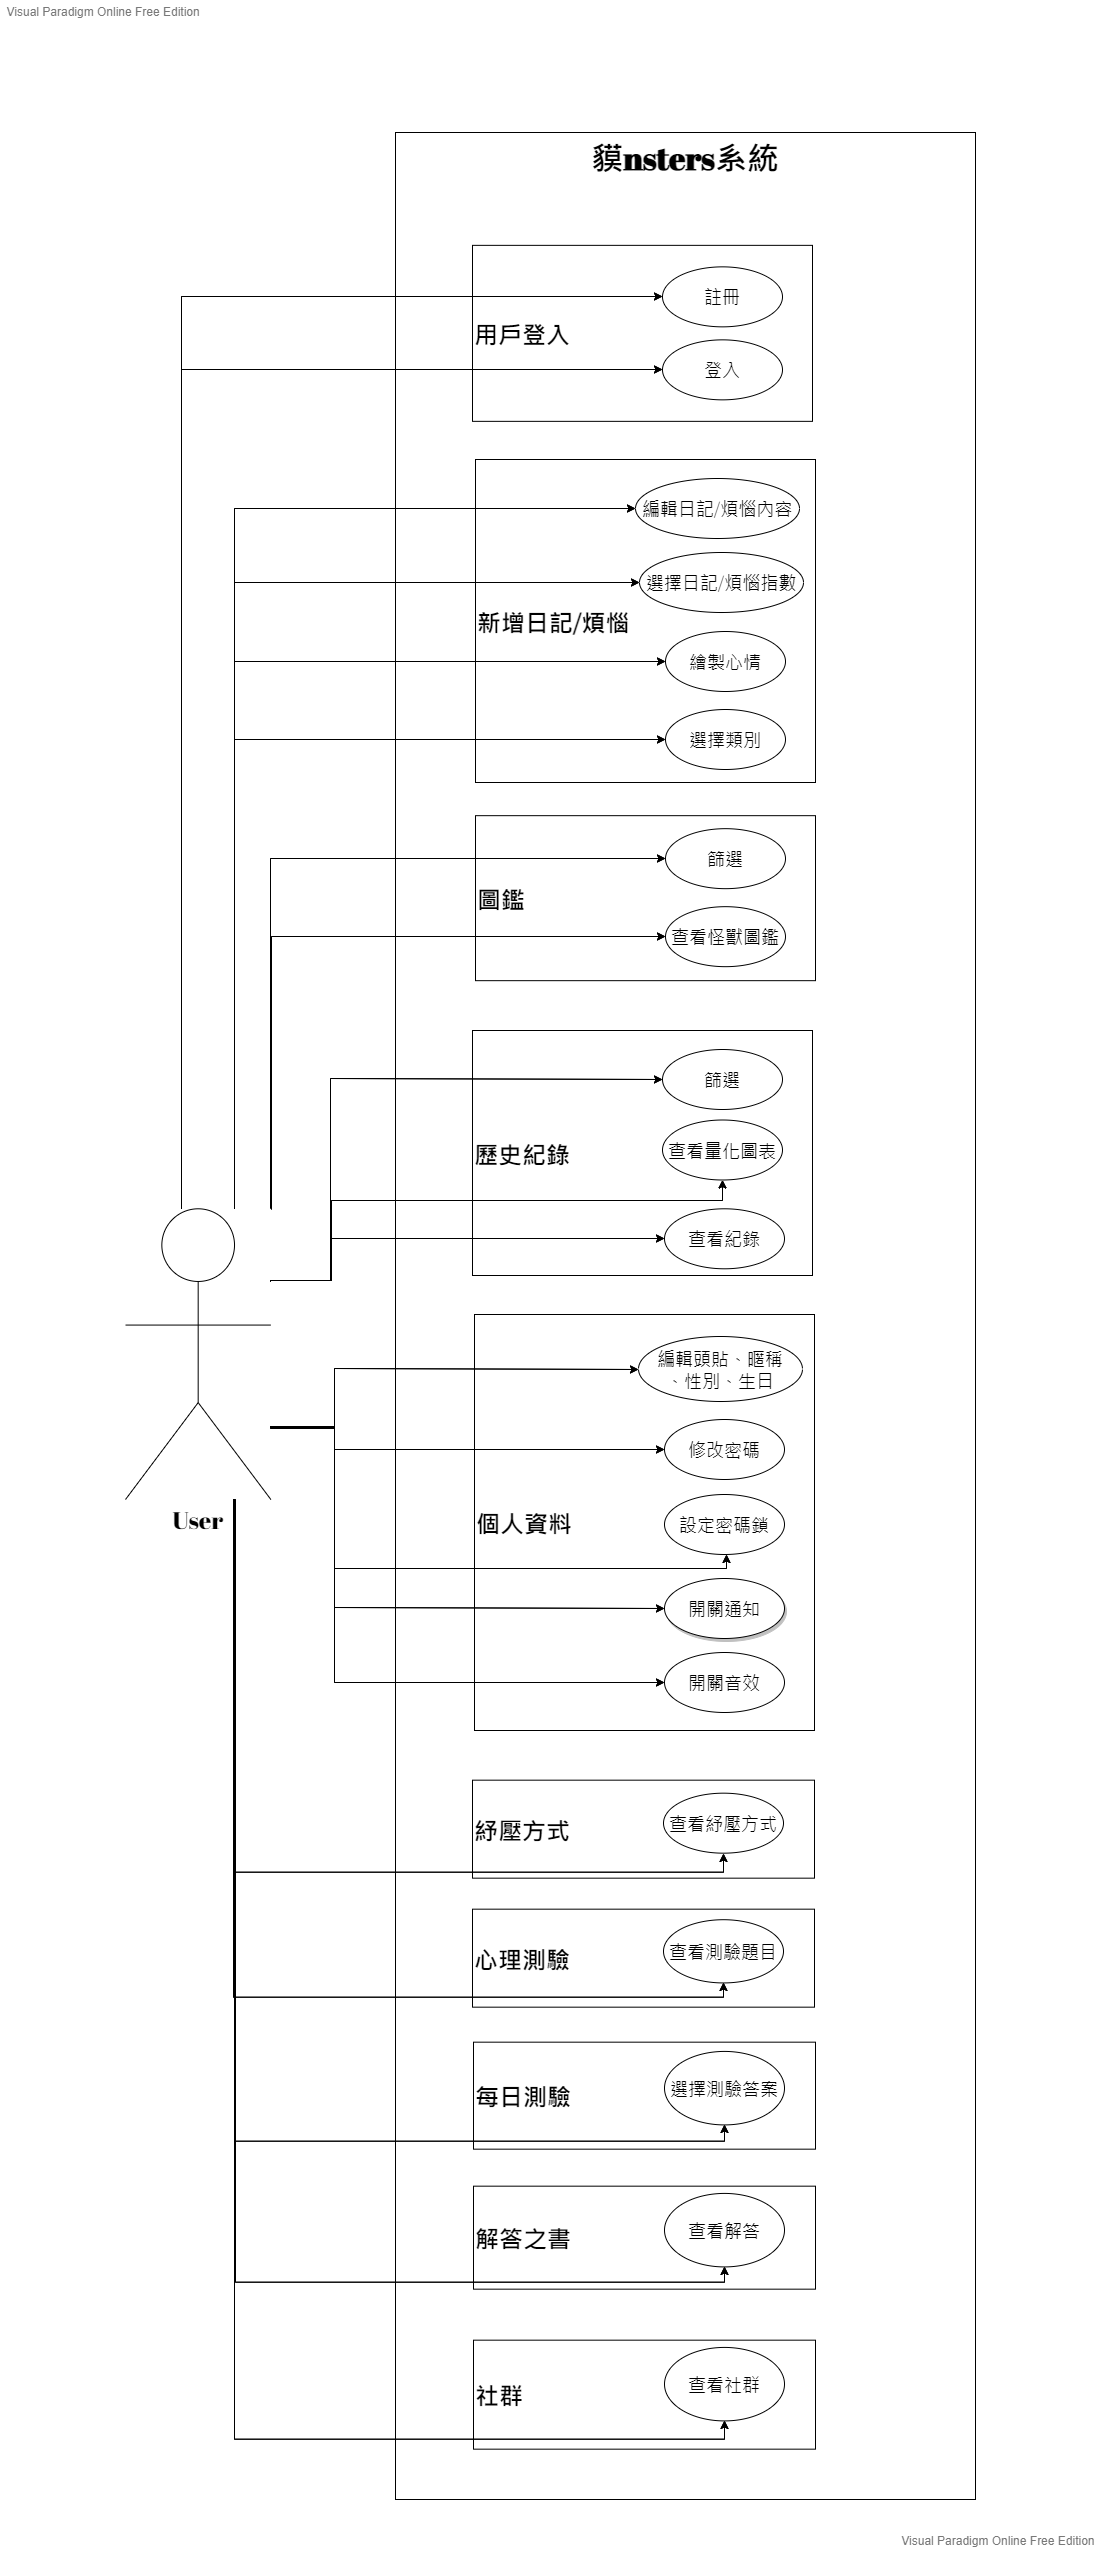 Visual Paradigm Online Free Edition
貘nsters系統
註冊
用戶登入
登入
編輯日記/煩惱內容
選擇日記/煩惱指數
新增日記/煩惱
繪製心情
選擇類別
篩選
圖鑑
查看怪獸圖鑑
篩選
查看量化圖表
歷史紀錄
查看紀錄
編輯頭貼、暱稱
、性別、生日
修改密碼
User
個人資料
設定密碼鎖
開關通知
開關音效
查看紓壓方式
紓壓方式
查看測驗題目
心理測驗
選擇測驗答案
每日測驗
查看解答
解答之書
查看社群
社群
Visual Paradigm Online Free Edition